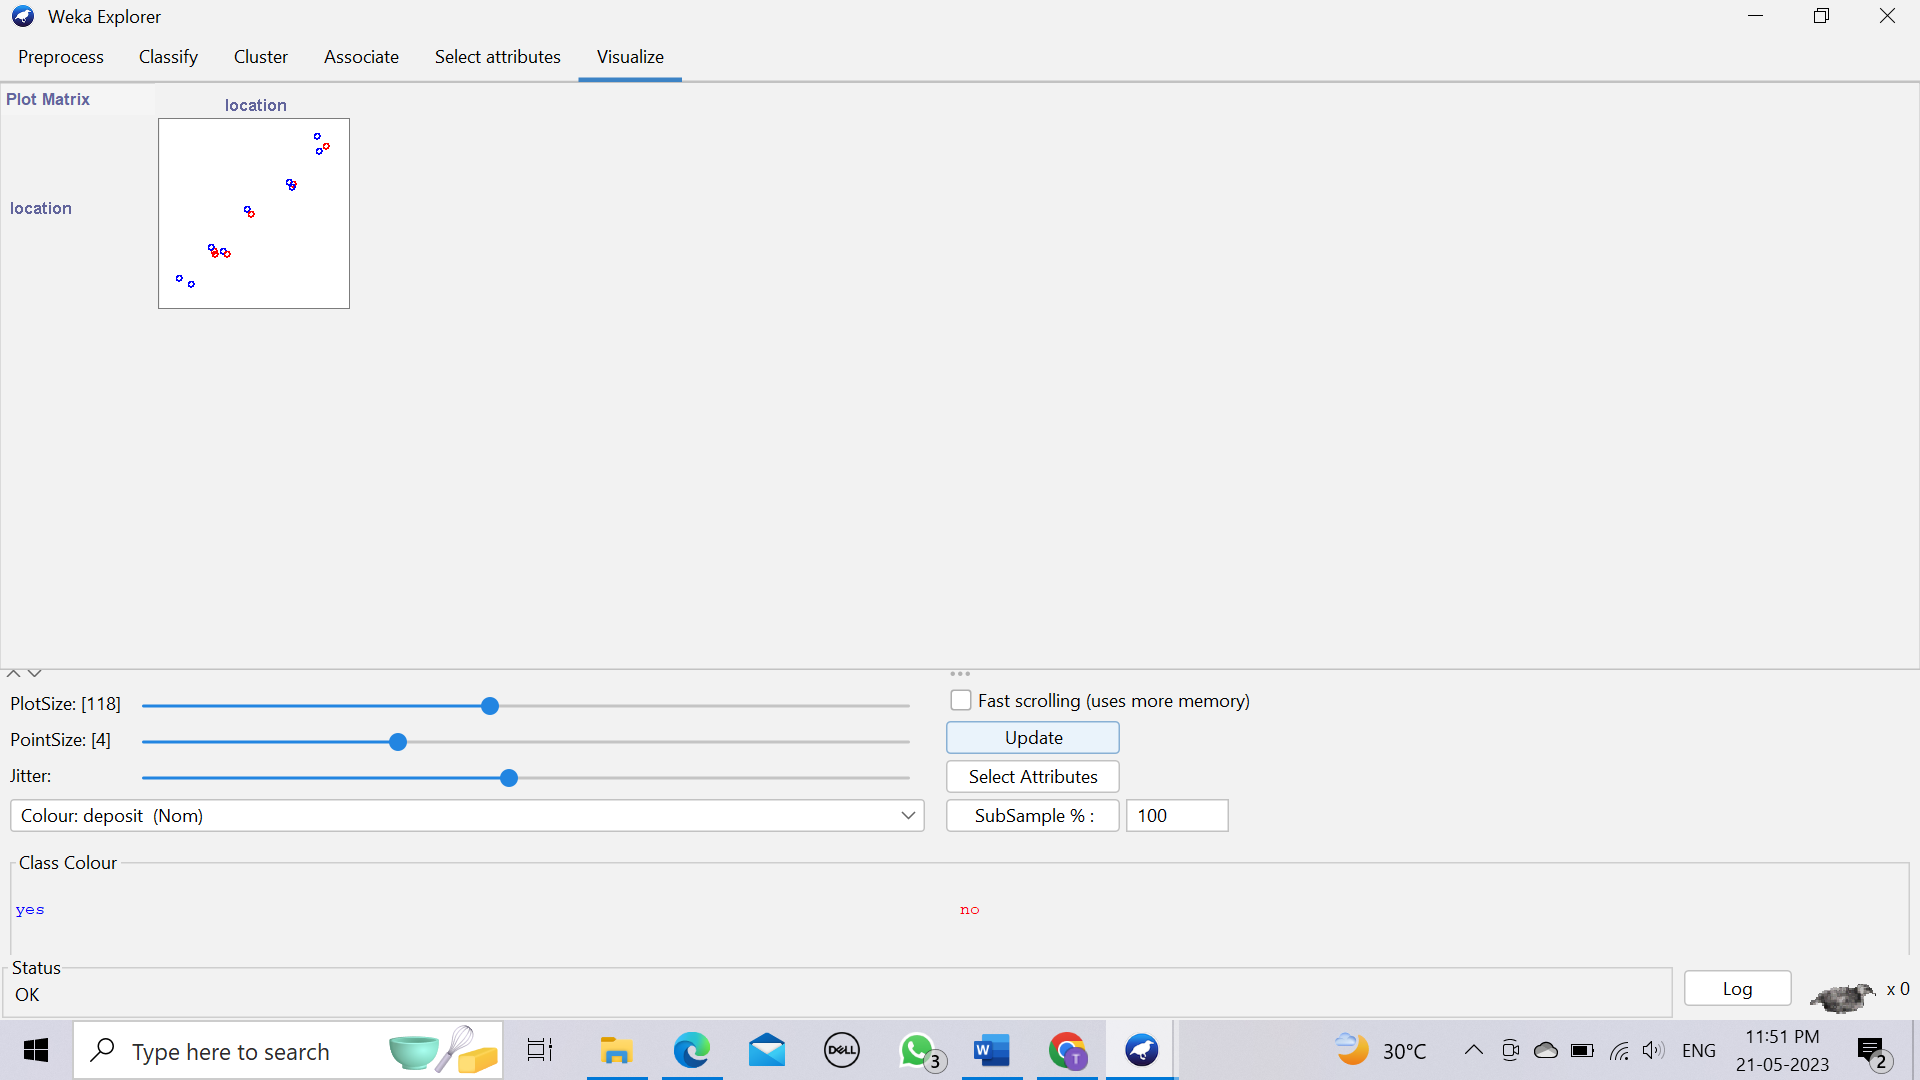 Weka Explorer
Preprocess Classify Cluster Associate Select attributes Visualize
Plot Matrix
location
location
PlotSize: [118]
Fast scrolling (uses more memory)
PointSize: [4]
Update
Jitter:
Select Attributes
Colour: deposit (Nom)
SubSample % : 100
Class Colour
yes no
Status
OK
Log
x 0
Type here to search
DELL
3
W
T
30°C
ENG
11:51 PM
21-05-2023
2